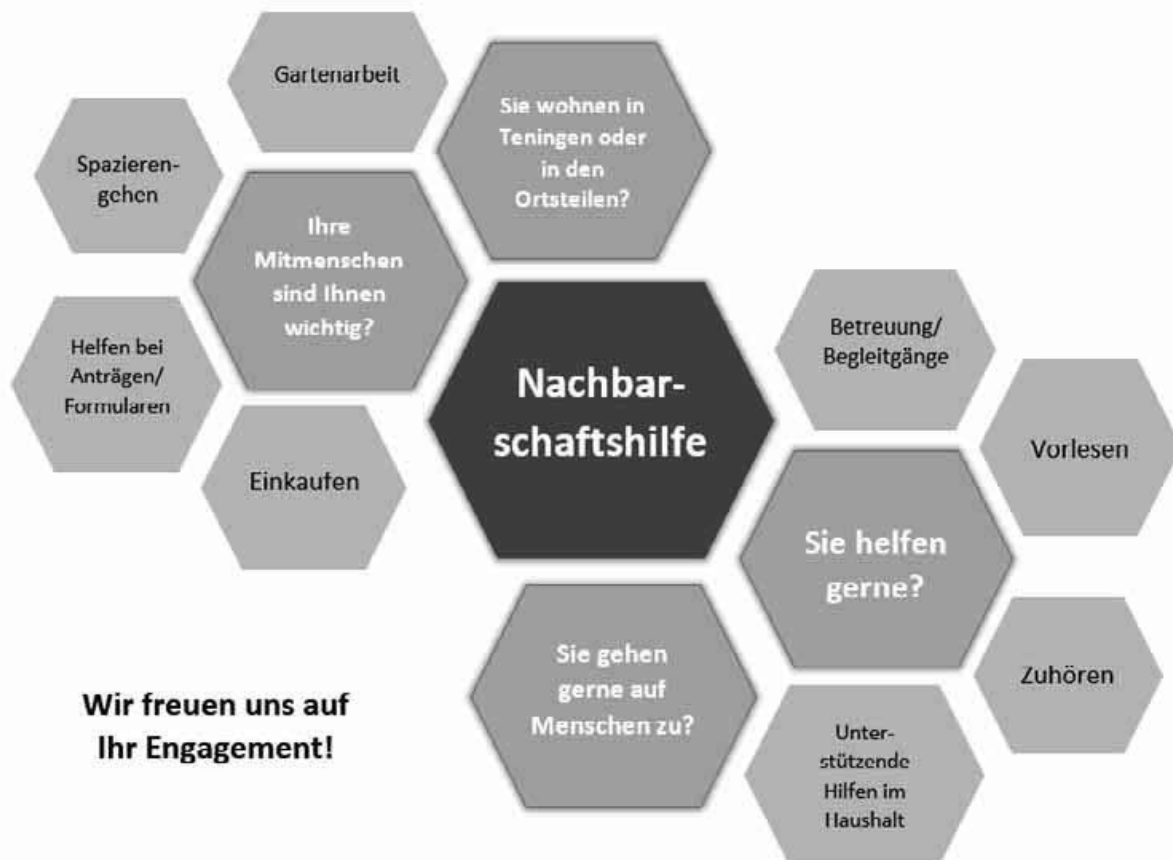 Gartenarbeit
Sie wohnen in
Teningen oder
in den
Ortsteilen?
Spazieren-
gehen
Ihre
Mitmenschen
sind Ihnen
wichtig?
Helfen bei
Anträgen/
Formularen
Einkaufen
Nachbar-
schaftshilfe
Betreuung/
Begleitgänge
Vorlesen
Sie helfen
gerne?
Zuhören
Sie gehen
gerne auf
Menschen zu?
Unter-
stützende
Hilfen im
Haushalt
Wir freuen uns auf
Ihr Engagement!